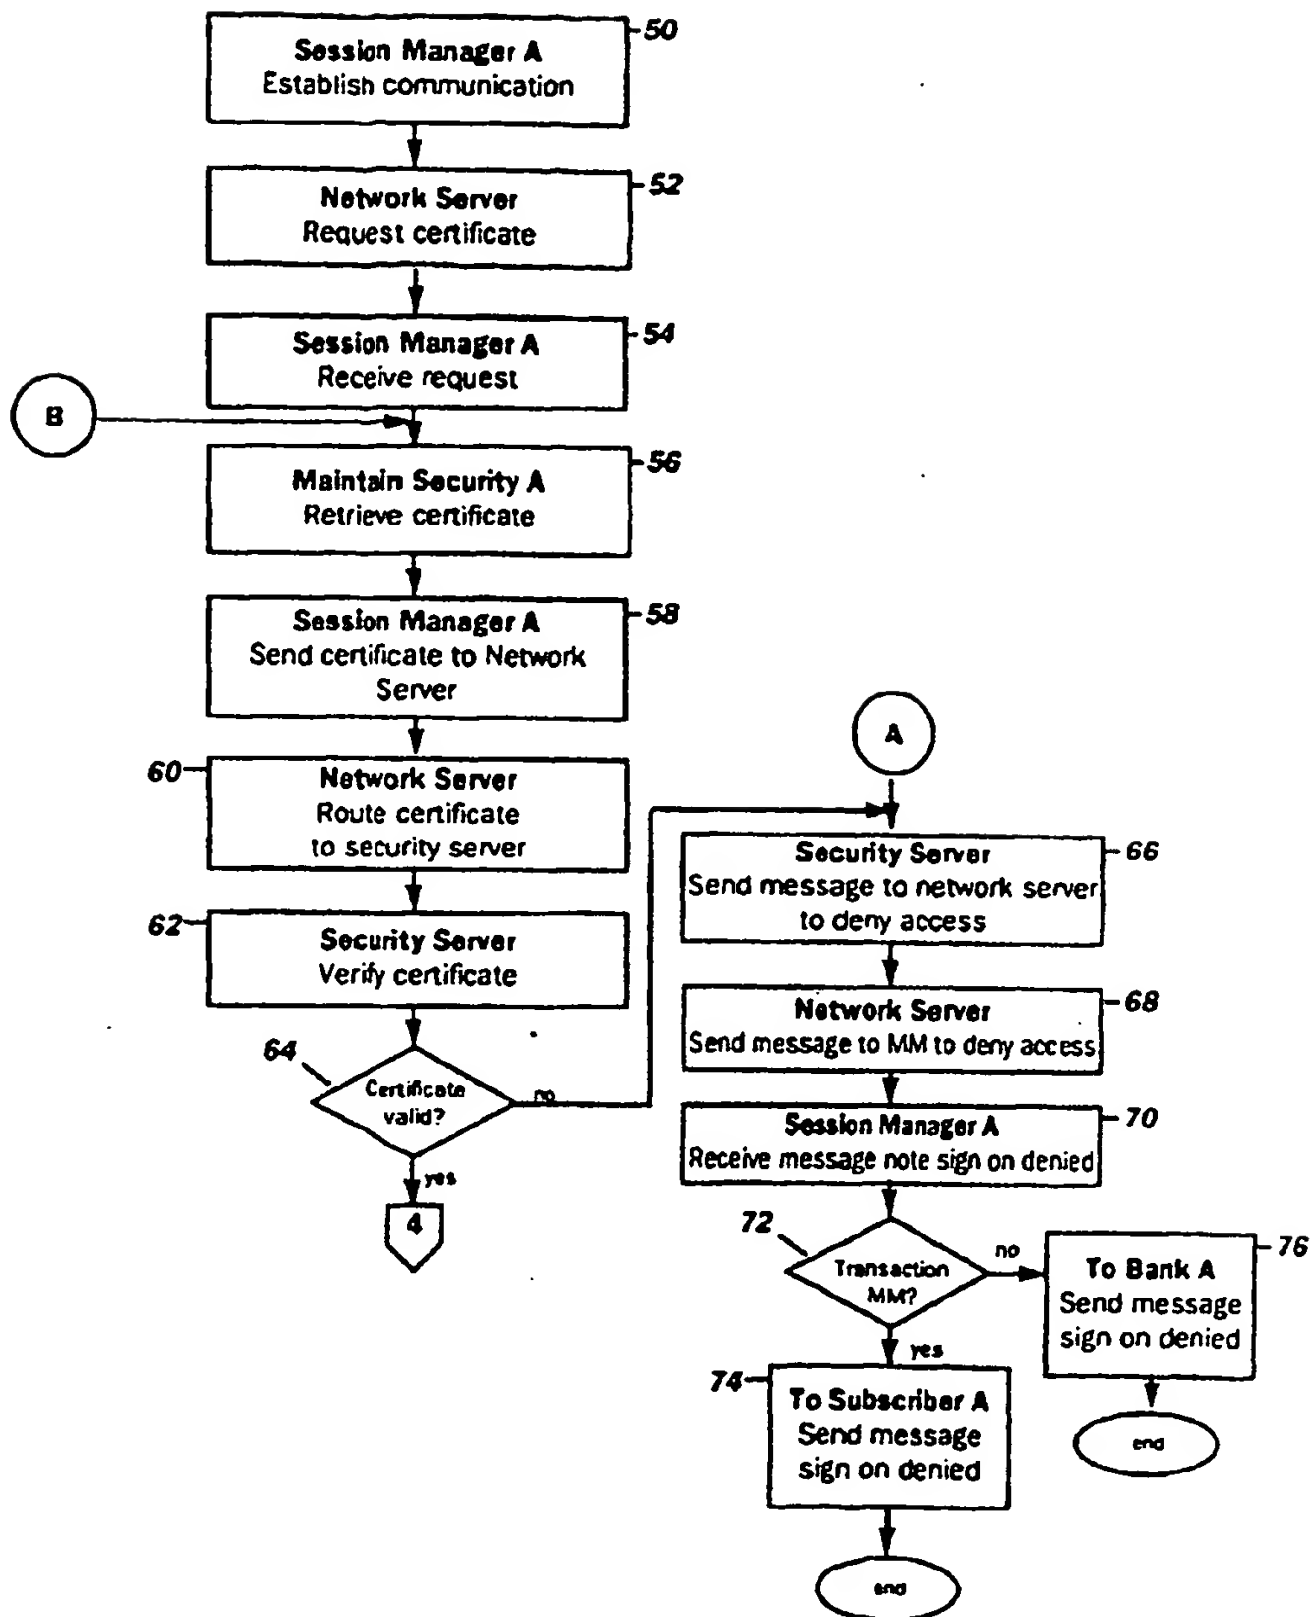 50
Session Manager A
Establish communication
52
Network Server
Request certificate
54
Session Manager A
Receive request
B
56
Maintain Security A
Retrieve certificate
58
Session Manager A
Send certificate to Network
Server
60
Network Server
Route certificate
to security server
62
Security Server
Verify certificate
64
Certificate
valid?
no
yes
4
A
66
Security Server
Send message to network server
to deny access
68
Network Server
Send message to MM to deny access
70
Session Manager A
Receive message note sign on denied
72
Transaction
MM?
no
yes
76
To Bank A
Send message
sign on denied
end
74
To Subscriber A
Send message
sign on denied
end